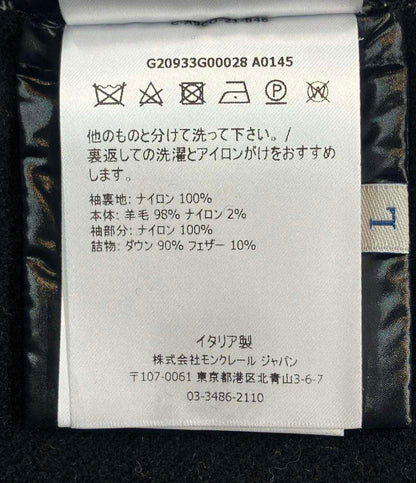 G20933G00028 A0145
他のものと分けて洗って下さい。/
裏返しての洗濯とアイロンがけをおすすめ
します。
袖裏地: ナイロン 100%
本体: 羊毛 98% ナイロン 2%
袖部分: ナイロン 100%
詰物: ダウン 90% フェザー 10%
イタリア製
株式会社モンクレール ジャパン
〒107-0061 東京都港区北青山3-6-7
03-3486-2110
L